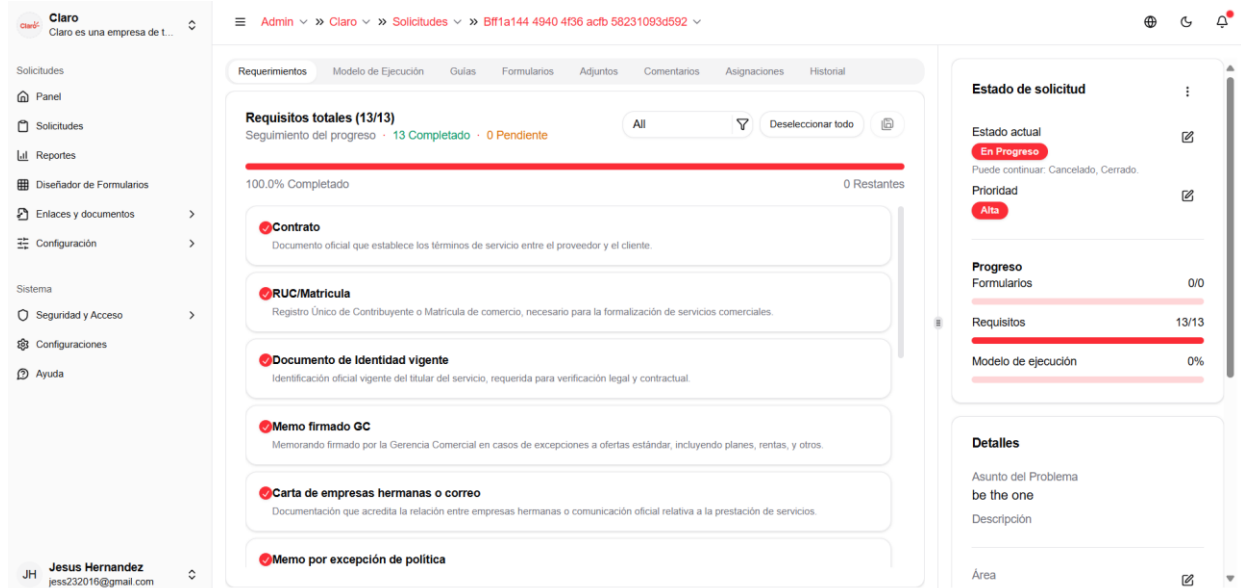 Claro
Claro
Claro es una empresa de t...
Admin » Claro » Solicitudes » Bff1a144 4940 4f36 acfb 58231093d592
Solicitudes
Panel
Solicitudes
Reportes
Diseñador de Formularios
Enlaces y documentos
Configuración
Sistema
Seguridad y Acceso
Configuraciones
Ayuda
JH
Jesus Hernandez
jess232016@gmail.com
Requerimientos Modelo de Ejecución Guías Formularios Adjuntos Comentarios Asignaciones Historial
Requisitos totales (13/13)
Seguimiento del progreso · 13 Completado · 0 Pendiente
All
Deseleccionar todo
100.0% Completado
0 Restantes
Contrato
Documento oficial que establece los términos de servicio entre el proveedor y el cliente.
RUC/Matricula
Registro Único de Contribuyente o Matrícula de comercio, necesario para la formalización de servicios comerciales.
Documento de Identidad vigente
Identificación oficial vigente del titular del servicio, requerida para verificación legal y contractual.
Memo firmado GC
Memorando firmado por la Gerencia Comercial en casos de excepciones a ofertas estándar, incluyendo planes, rentas, y otros.
Carta de empresas hermanas o correo
Documentación que acredita la relación entre empresas hermanas o comunicación oficial relativa a la prestación de servicios.
Memo por excepción de política
Estado de solicitud
Estado actual
En Progreso
Puede continuar: Cancelado, Cerrado.
Prioridad
Alta
Progreso
Formularios 0/0
Requisitos 13/13
Modelo de ejecución 0%
Detalles
Asunto del Problema
be the one
Descripción
Área